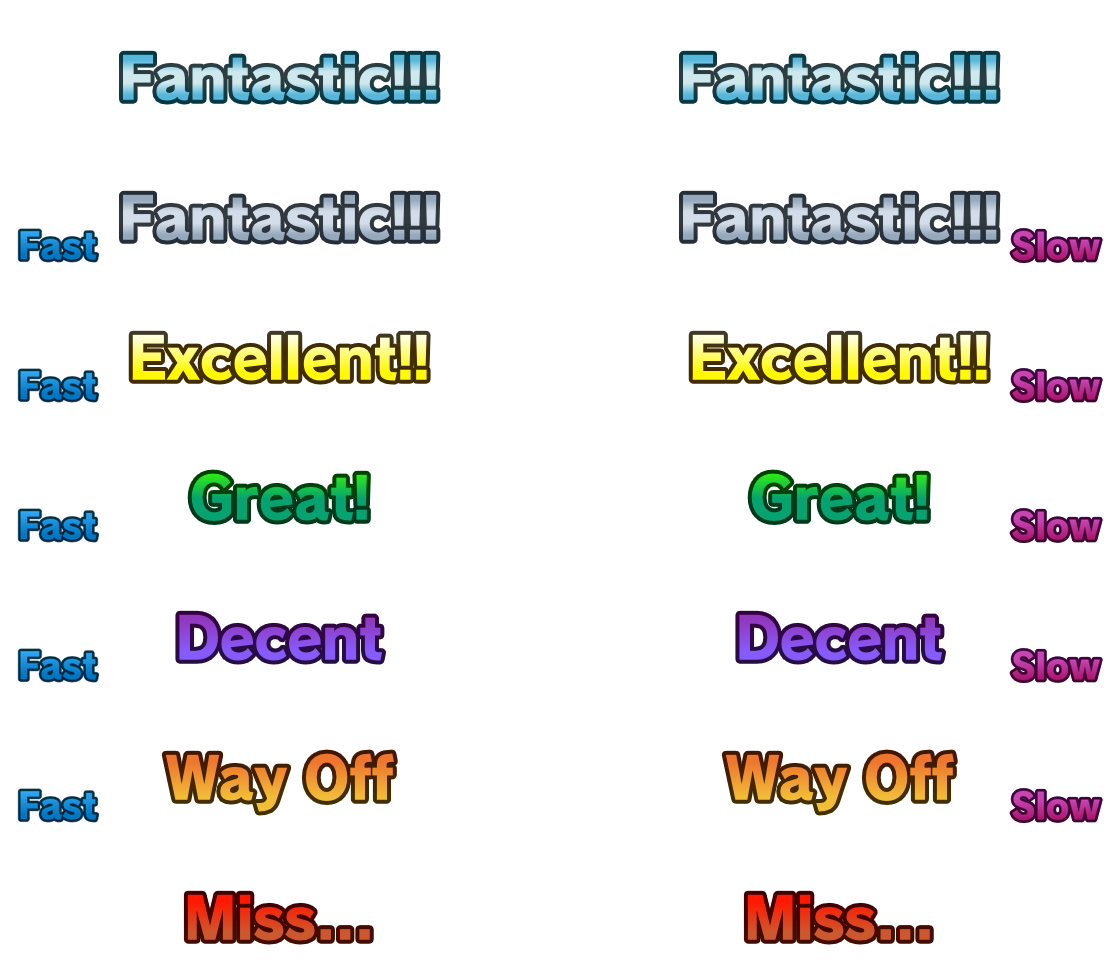 Fantastic!!! Fantastic!!!
Fast Fantastic!!! Fantastic!!! Slow
Fast Excellent!! Excellent!! Slow
Fast Great! Great! Slow
Fast Decent Decent Slow
Fast Way Off Way Off Slow
Miss... Miss...